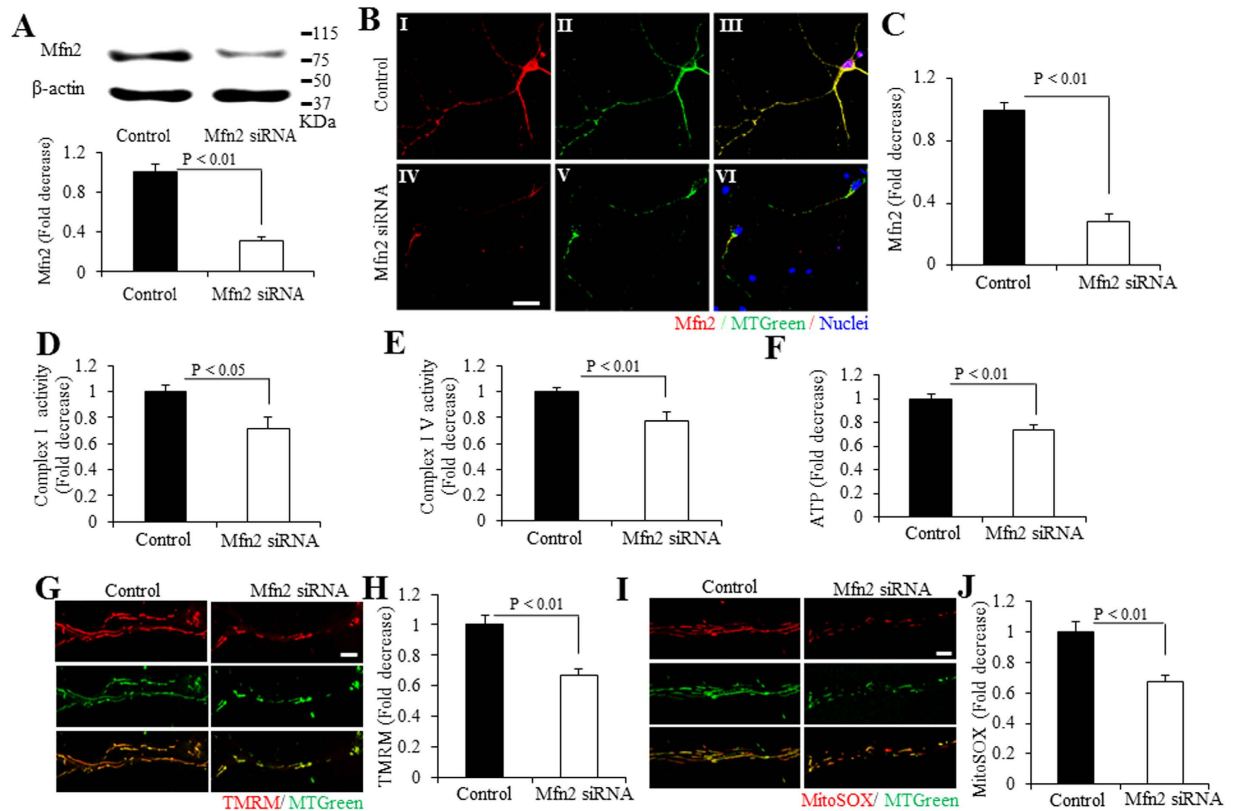 A
Mfn2
β-actin
115
75
50
37
KDa
Control Mfn2 siRNA
Mfn2 (Fold decrease)
1.2
0.8
0.4
0
P < 0.01
Control Mfn2 siRNA
B
Control
I II III
Mfn2 siRNA
IV V VI
Mfn2 / MTGreen / Nuclei
C
Mfn2 (Fold decrease)
1.2
0.8
0.4
0
P < 0.01
Control Mfn2 siRNA
D
Complex I activity
(Fold decrease)
1.2
1
0.8
0.6
0.4
0.2
0
P < 0.05
Control Mfn2 siRNA
E
Complex I V activity
(Fold decrease)
1.2
1
0.8
0.6
0.4
0.2
0
P < 0.01
Control Mfn2 siRNA
F
ATP (Fold decrease)
1.2
1
0.8
0.6
0.4
0.2
0
P < 0.01
Control Mfn2 siRNA
G
Control Mfn2 siRNA
TMRM/ MTGreen
H
TMRM (Fold decrease)
1.2
1
0.8
0.6
0.4
0.2
0
P < 0.01
Control Mfn2 siRNA
I
Control Mfn2 siRNA
MitoSOX/ MTGreen
J
MitoSOX (Fold decrease)
1.2
1
0.8
0.6
0.4
0.2
0
P < 0.01
Control Mfn2 siRNA